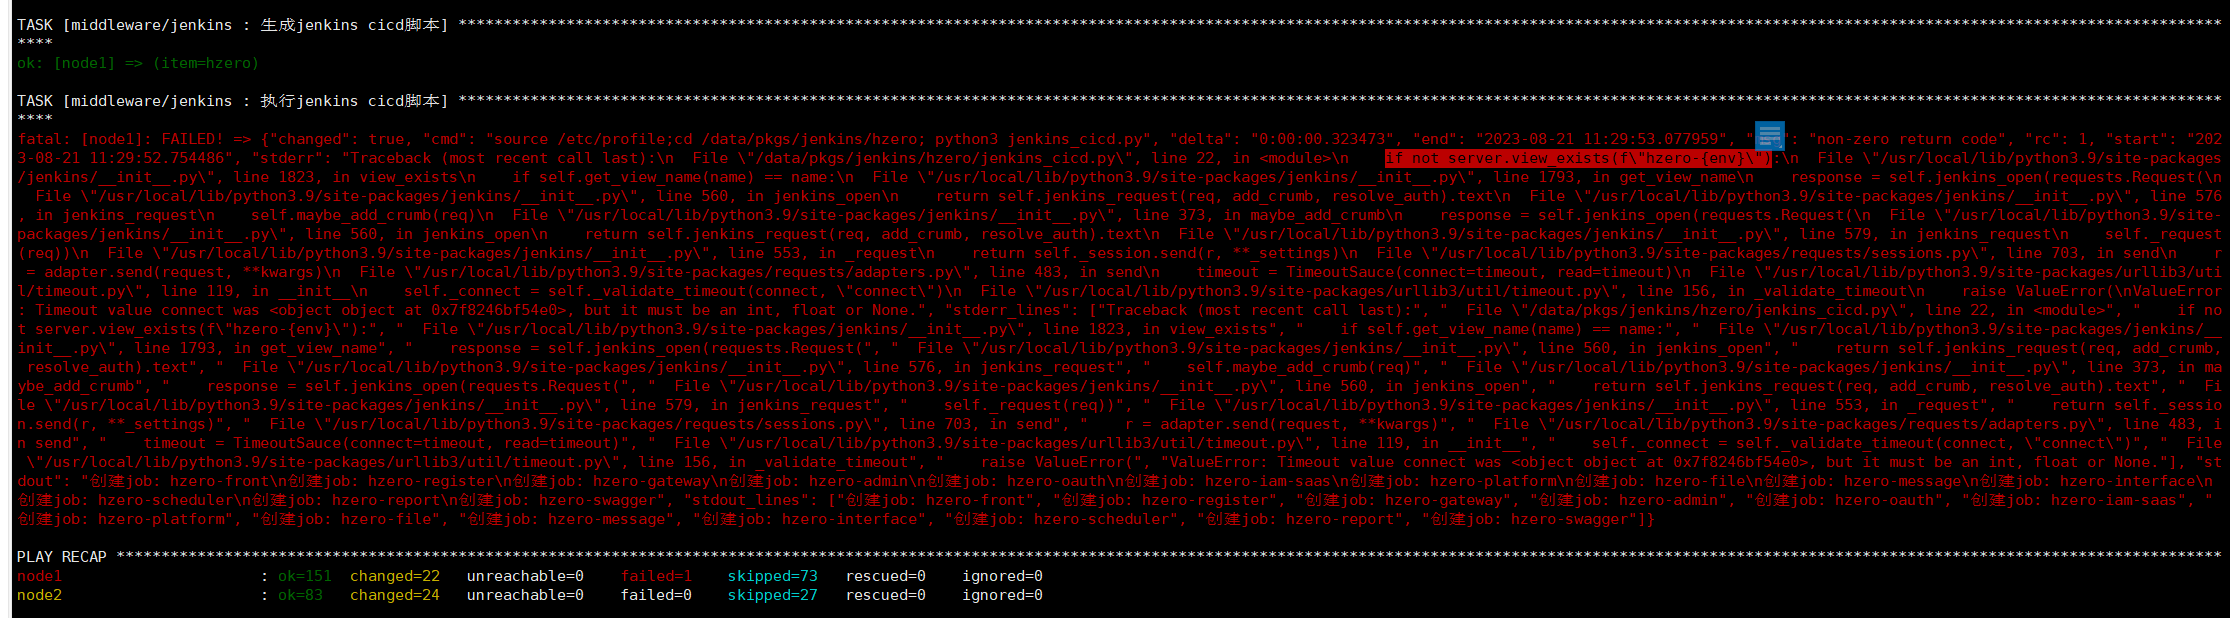 TASK [middleware/jenkins : 生成jenkins cicd脚本] ********************************************************************************************************************************************************************************************************
****
ok: [node1] => (item=hzero)
TASK [middleware/jenkins : 执行jenkins cicd脚本] ********************************************************************************************************************************************************************************************************
****
fatal: [node1]: FAILED! => {"changed": true, "cmd": "source /etc/profile;cd /data/pkgs/jenkins/hzero; python3 jenkins_cicd.py", "delta": "0:00:00.323473", "end": "2023-08-21 11:29:53.077959", " ": "non-zero return code", "rc": 1, "start": "202
3-08-21 11:29:52.754486", "stderr": "Traceback (most recent call last):\n  File \"/data/pkgs/jenkins/hzero/jenkins_cicd.py\", line 22, in <module>\n    if not server.view_exists(f\"hzero-{env}\"):\n  File \"/usr/local/lib/python3.9/site-packages
/jenkins/__init__.py\", line 1823, in view_exists\n    if self.get_view_name(name) == name:\n  File \"/usr/local/lib/python3.9/site-packages/jenkins/__init__.py\", line 1793, in get_view_name\n    response = self.jenkins_open(requests.Request(\n
  File \"/usr/local/lib/python3.9/site-packages/jenkins/__init__.py\", line 560, in jenkins_open\n    return self.jenkins_request(req, add_crumb, resolve_auth).text\n  File \"/usr/local/lib/python3.9/site-packages/jenkins/__init__.py\", line 576
, in jenkins_request\n    self.maybe_add_crumb(req)\n  File \"/usr/local/lib/python3.9/site-packages/jenkins/__init__.py\", line 373, in maybe_add_crumb\n    response = self.jenkins_open(requests.Request(\n  File \"/usr/local/lib/python3.9/site-
packages/jenkins/__init__.py\", line 560, in jenkins_open\n    return self.jenkins_request(req, add_crumb, resolve_auth).text\n  File \"/usr/local/lib/python3.9/site-packages/jenkins/__init__.py\", line 579, in jenkins_request\n    self._request
(req))\n  File \"/usr/local/lib/python3.9/site-packages/jenkins/__init__.py\", line 553, in _request\n    return self._session.send(r, **_settings)\n  File \"/usr/local/lib/python3.9/site-packages/requests/sessions.py\", line 703, in send\n    r
 = adapter.send(request, **kwargs)\n  File \"/usr/local/lib/python3.9/site-packages/requests/adapters.py\", line 483, in send\n    timeout = TimeoutSauce(connect=timeout, read=timeout)\n  File \"/usr/local/lib/python3.9/site-packages/urllib3/uti
l/timeout.py\", line 119, in __init__\n    self._connect = self._validate_timeout(connect, \"connect\")\n  File \"/usr/local/lib/python3.9/site-packages/urllib3/util/timeout.py\", line 156, in _validate_timeout\n    raise ValueError(\nValueError
: Timeout value connect was <object object at 0x7f8246bf54e0>, but it must be an int, float or None.", "stderr_lines": ["Traceback (most recent call last):", "  File \"/data/pkgs/jenkins/hzero/jenkins_cicd.py\", line 22, in <module>", "    if no
t server.view_exists(f\"hzero-{env}\"):", "  File \"/usr/local/lib/python3.9/site-packages/jenkins/__init__.py\", line 1823, in view_exists", "    if self.get_view_name(name) == name:", "  File \"/usr/local/lib/python3.9/site-packages/jenkins/__
init__.py\", line 1793, in get_view_name", "    response = self.jenkins_open(requests.Request(", "  File \"/usr/local/lib/python3.9/site-packages/jenkins/__init__.py\", line 560, in jenkins_open", "    return self.jenkins_request(req, add_crumb,
 resolve_auth).text", "  File \"/usr/local/lib/python3.9/site-packages/jenkins/__init__.py\", line 576, in jenkins_request", "    self.maybe_add_crumb(req)", "  File \"/usr/local/lib/python3.9/site-packages/jenkins/__init__.py\", line 373, in ma
ybe_add_crumb", "    response = self.jenkins_open(requests.Request(", "  File \"/usr/local/lib/python3.9/site-packages/jenkins/__init__.py\", line 560, in jenkins_open", "    return self.jenkins_request(req, add_crumb, resolve_auth).text", "  Fi
le \"/usr/local/lib/python3.9/site-packages/jenkins/__init__.py\", line 579, in jenkins_request", "    self._request(req))", "  File \"/usr/local/lib/python3.9/site-packages/jenkins/__init__.py\", line 553, in _request", "    return self._sessio
n.send(r, **_settings)", "  File \"/usr/local/lib/python3.9/site-packages/requests/sessions.py\", line 703, in send", "    r = adapter.send(request, **kwargs)", "  File \"/usr/local/lib/python3.9/site-packages/requests/adapters.py\", line 483, i
n send", "    timeout = TimeoutSauce(connect=timeout, read=timeout)", "  File \"/usr/local/lib/python3.9/site-packages/urllib3/util/timeout.py\", line 119, in __init__", "    self._connect = self._validate_timeout(connect, \"connect\")", "  File
 \"/usr/local/lib/python3.9/site-packages/urllib3/util/timeout.py\", line 156, in _validate_timeout", "    raise ValueError(", "ValueError: Timeout value connect was <object object at 0x7f8246bf54e0>, but it must be an int, float or None."], "st
dout": "创建job: hzero-front\n创建job: hzero-register\n创建job: hzero-gateway\n创建job: hzero-admin\n创建job: hzero-oauth\n创建job: hzero-iam-saas\n创建job: hzero-platform\n创建job: hzero-file\n创建job: hzero-message\n创建job: hzero-interface\n
创建job: hzero-scheduler\n创建job: hzero-report\n创建job: hzero-swagger", "stdout_lines": ["创建job: hzero-front", "创建job: hzero-register", "创建job: hzero-gateway", "创建job: hzero-admin", "创建job: hzero-oauth", "创建job: hzero-iam-saas", "
创建job: hzero-platform", "创建job: hzero-file", "创建job: hzero-message", "创建job: hzero-interface", "创建job: hzero-scheduler", "创建job: hzero-report", "创建job: hzero-swagger"]}
PLAY RECAP ********************************************************************************************************************************************************************************************************************************************
node1                      : ok=151  changed=22   unreachable=0    failed=1    skipped=73   rescued=0    ignored=0
node2                      : ok=83   changed=24   unreachable=0    failed=0    skipped=27   rescued=0    ignored=0